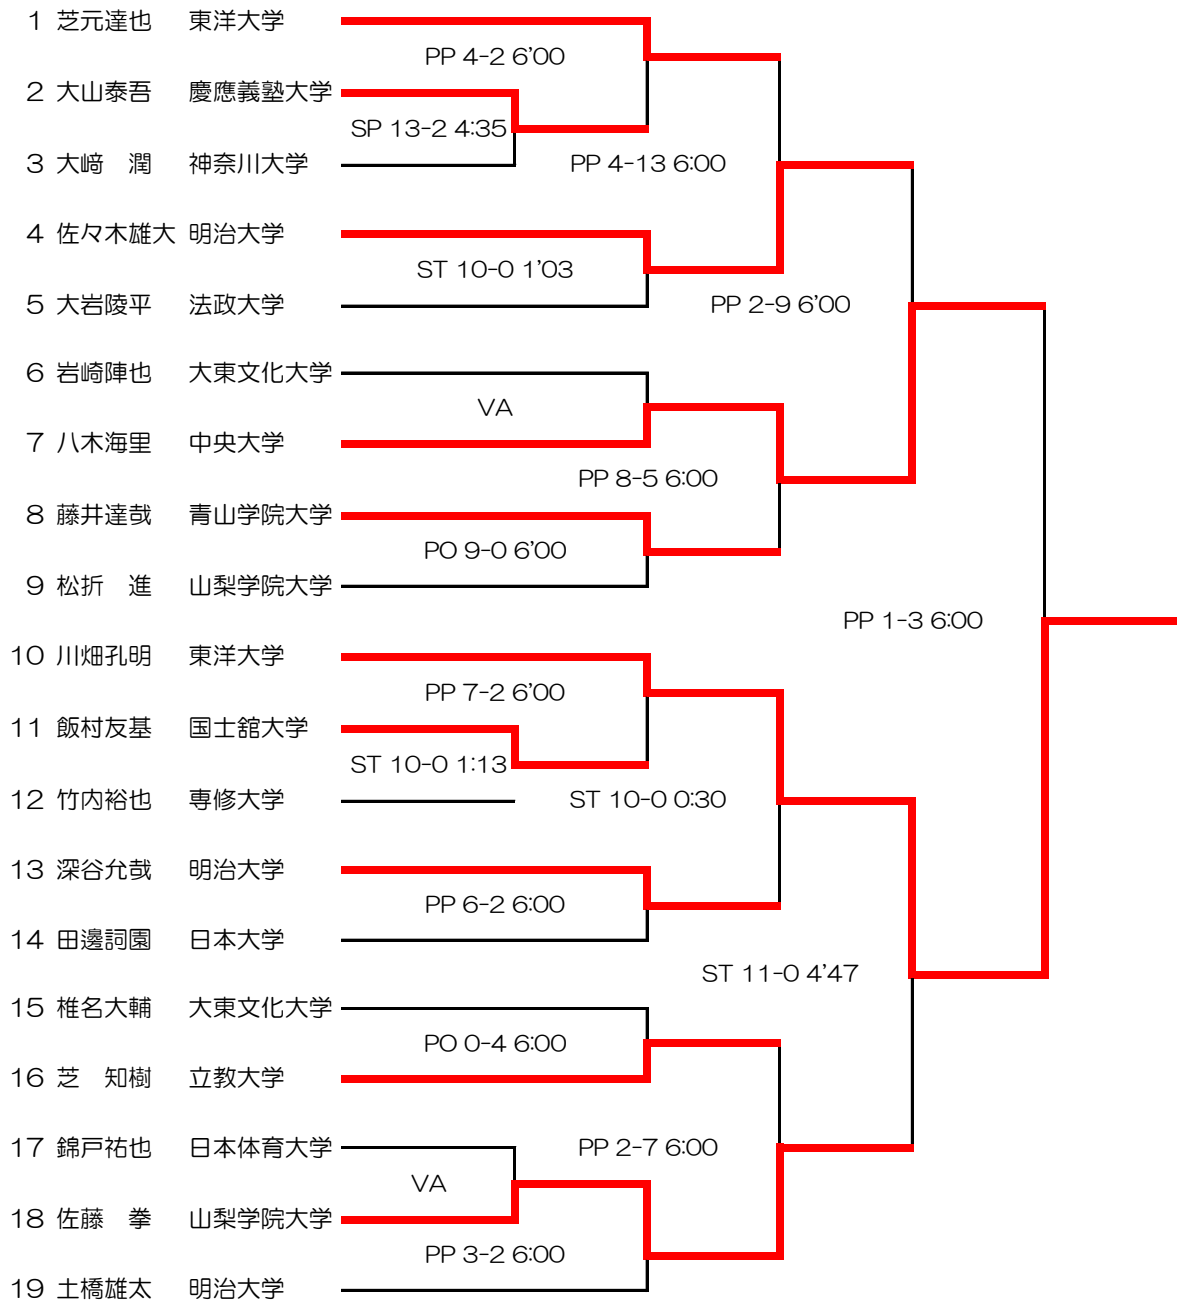 1 芝元達也 東洋大学
PP 4-2 6’00
2 大山泰吾 慶應義塾大学
SP 13-2 4:35
3 大﨑　潤 神奈川大学
PP 4-13 6:00
4 佐々木雄大 明治大学
ST 10-0 1’03
5 大岩陵平 法政大学
PP 2-9 6’00
6 岩崎陣也 大東文化大学
VA
7 八木海里 中央大学
PP 8-5 6:00
8 藤井達哉 青山学院大学
PO 9-0 6’00
9 松折　進 山梨学院大学
PP 1-3 6:00
10 川畑孔明 東洋大学
PP 7-2 6’00
11 飯村友基 国士舘大学
ST 10-0 1:13
12 竹内裕也 専修大学
ST 10-0 0:30
13 深谷允哉 明治大学
PP 6-2 6:00
14 田邊詞園 日本大学
ST 11-0 4’47
15 椎名大輔 大東文化大学
PO 0-4 6:00
16 芝　知樹 立教大学
17 錦戸祐也 日本体育大学
PP 2-7 6:00
VA
18 佐藤　拳 山梨学院大学
PP 3-2 6:00
19 土橋雄太 明治大学